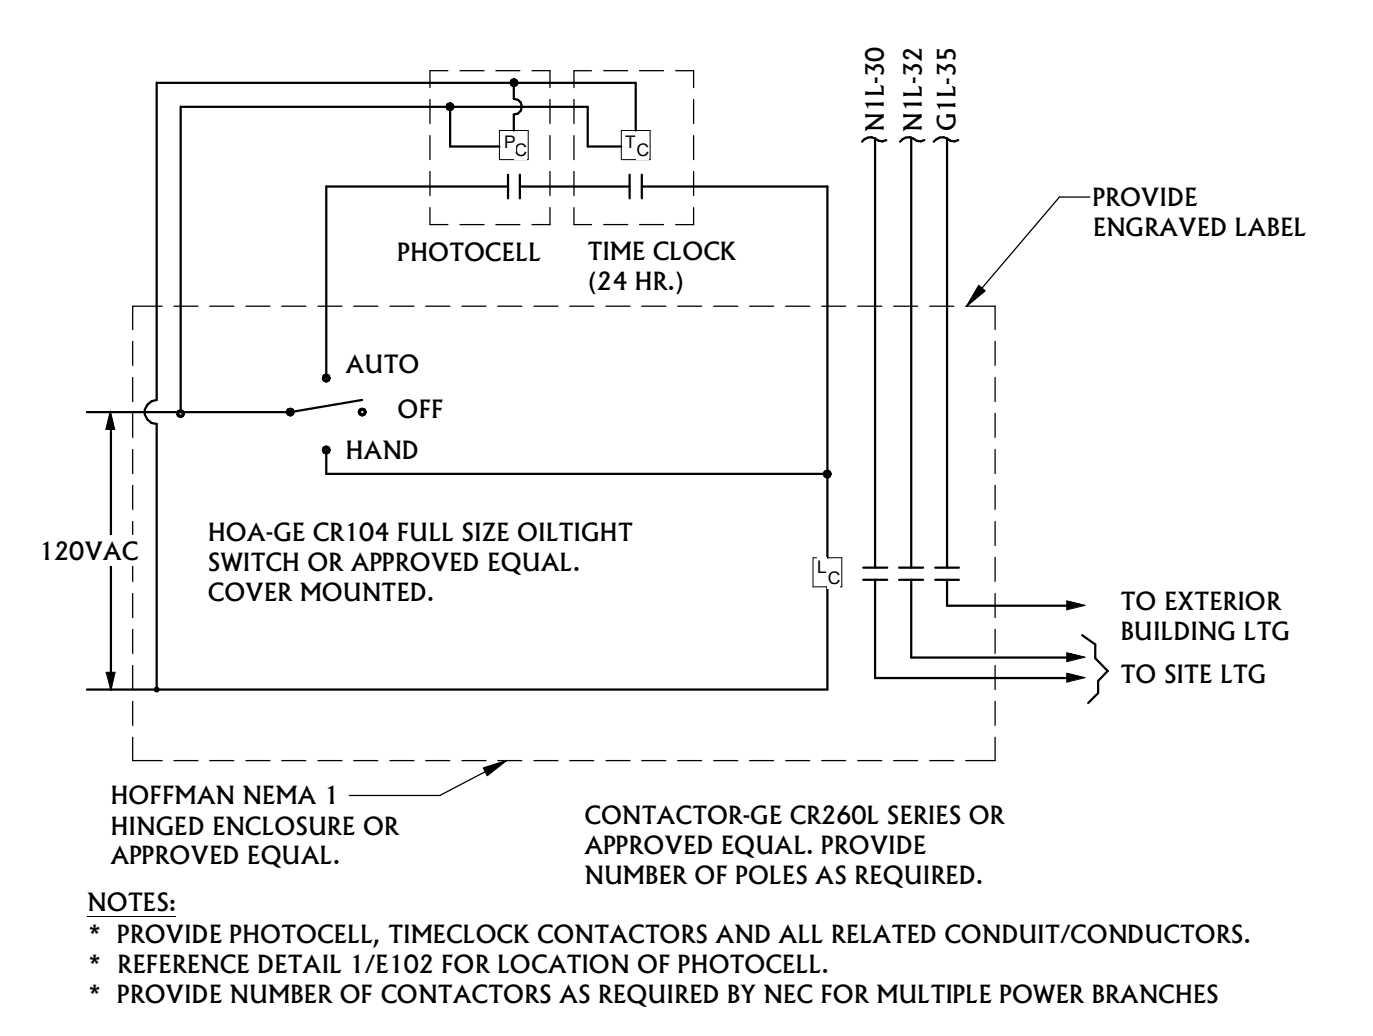 N1L-30
N1L-32
G1L-35
PC
TC
PROVIDE
ENGRAVED LABEL
PHOTOCELL
TIME CLOCK
(24 HR.)
AUTO
OFF
HAND
120VAC
HOA-GE CR104 FULL SIZE OILTIGHT
SWITCH OR APPROVED EQUAL.
COVER MOUNTED.
LC
TO EXTERIOR
BUILDING LTG
TO SITE LTG
HOFFMAN NEMA 1
HINGED ENCLOSURE OR
APPROVED EQUAL.
CONTACTOR-GE CR260L SERIES OR
APPROVED EQUAL. PROVIDE
NUMBER OF POLES AS REQUIRED.
NOTES:
* PROVIDE PHOTOCELL, TIMECLOCK CONTACTORS AND ALL RELATED CONDUIT/CONDUCTORS.
* REFERENCE DETAIL 1/E102 FOR LOCATION OF PHOTOCELL.
* PROVIDE NUMBER OF CONTACTORS AS REQUIRED BY NEC FOR MULTIPLE POWER BRANCHES